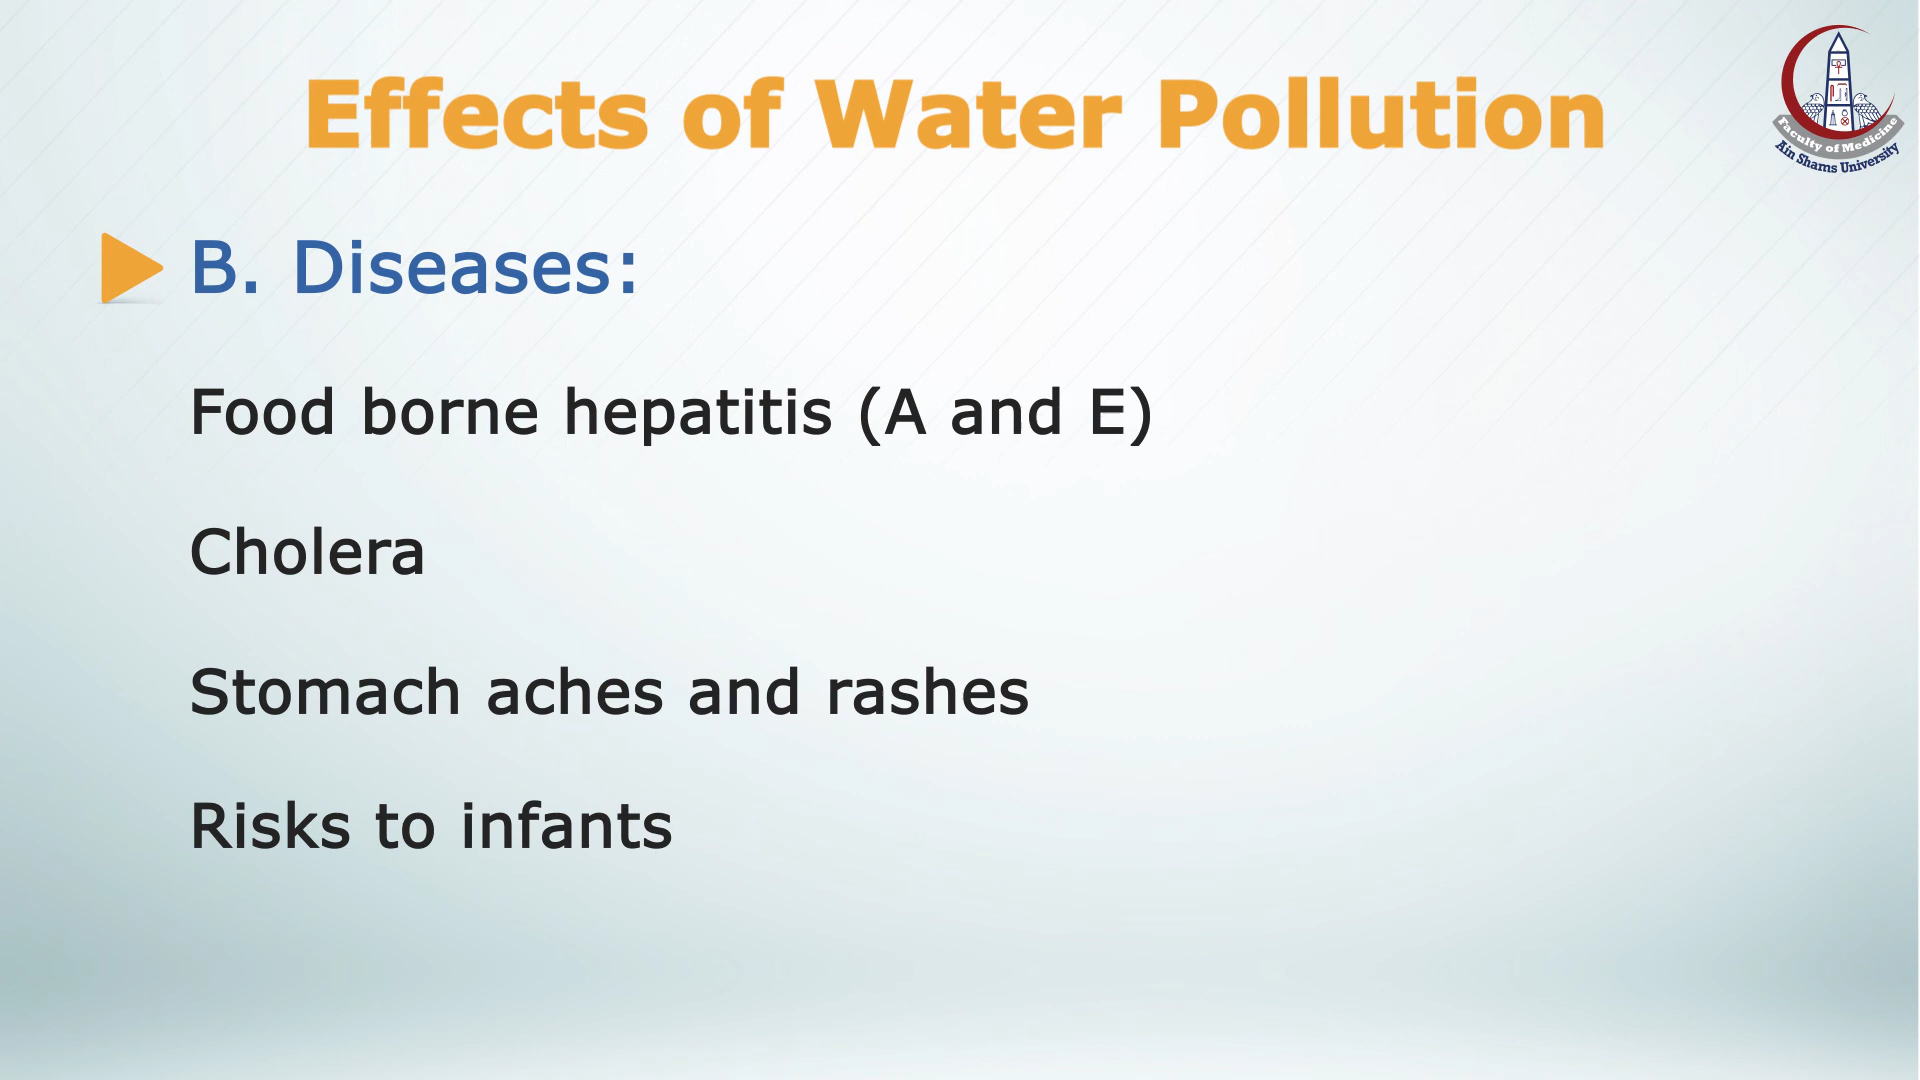 Effects of Water Pollution
Faculty of Medicine
Ain Shams University
B. Diseases:
Food borne hepatitis (A and E)
Cholera
Stomach aches and rashes
Risks to infants